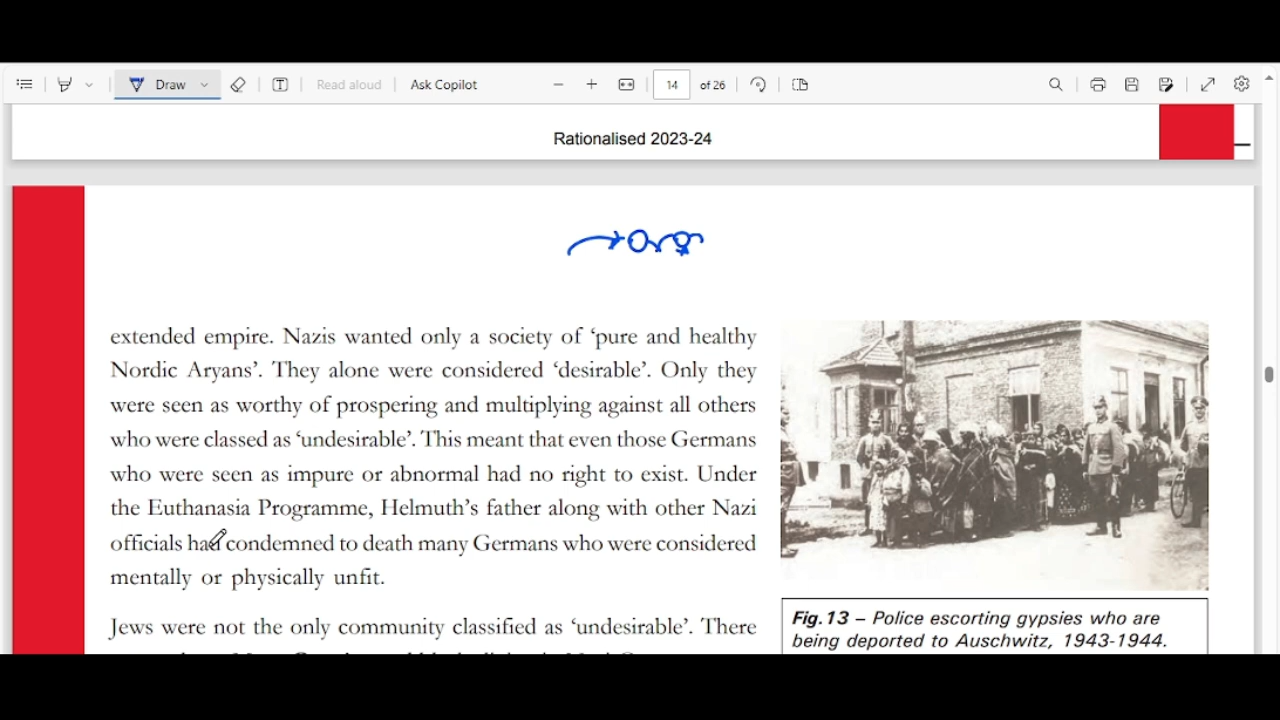 Draw
Read aloud
Ask Copilot
14
of 26
Rationalised 2023-24
extended empire. Nazis wanted only a society of ‘pure and healthy
Nordic Aryans’. They alone were considered ‘desirable’. Only they
were seen as worthy of prospering and multiplying against all others
who were classed as ‘undesirable’. This meant that even those Germans
who were seen as impure or abnormal had no right to exist. Under
the Euthanasia Programme, Helmuth’s father along with other Nazi
officials had condemned to death many Germans who were considered
mentally or physically unfit.
Jews were not the only community classified as ‘undesirable’. There
Fig.13 – Police escorting gypsies who are
being deported to Auschwitz, 1943-1944.